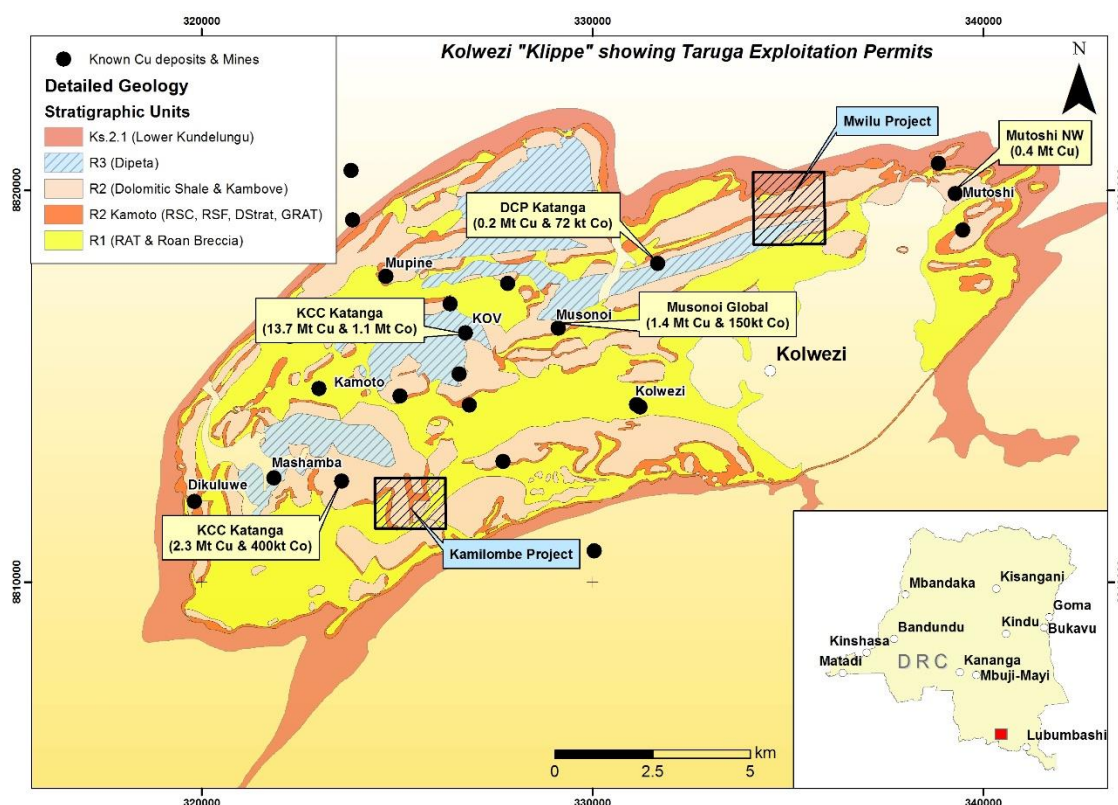 320000
330000
340000
Kolwezi "Klippe" showing Taruga Exploitation Permits
N
Known Cu deposits & Mines
Detailed Geology
Stratigraphic Units
Ks.2.1 (Lower Kundelungu)
R3 (Dipeta)
R2 (Dolomitic Shale & Kambove)
R2 Kamoto (RSC, RSF, DStrat, GRAT)
R1 (RAT & Roan Breccia)
Mwilu Project
Mutoshi NW
(0.4 Mt Cu)
8820000
Mutoshi
DCP Katanga
(0.2 Mt Cu & 72 kt Co)
Mupine
KCC Katanga
(13.7 Mt Cu & 1.1 Mt Co)
KOV
Musonoi
Musonoi Global
(1.4 Mt Cu & 150kt Co)
Kolwezi
Kamoto
Kolwezi
Mashamba
Dikuluwe
KCC Katanga
(2.3 Mt Cu & 400kt Co)
Kamilombe Project
8810000
Mbandaka
Kisangani
Goma
Kindu
Bukavu
Bandundu
Kinshasa
Matadi
DRC
Kananga
Mbuji-Mayi
Lubumbashi
km
0
2.5
5
320000
330000
340000